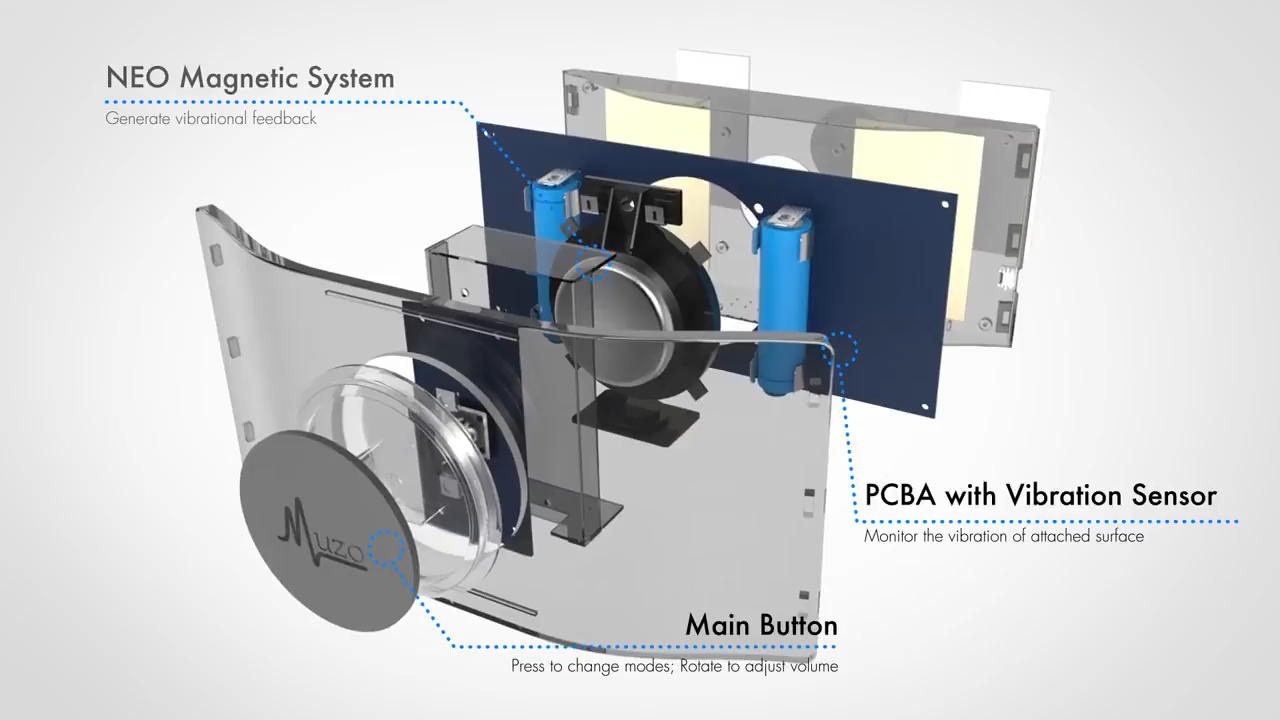 NEO Magnetic System
Generate vibrational feedback
PCBA with Vibration Sensor
Monitor the vibration of attached surface
Muzo
Main Button
Press to change modes; Rotate to adjust volume